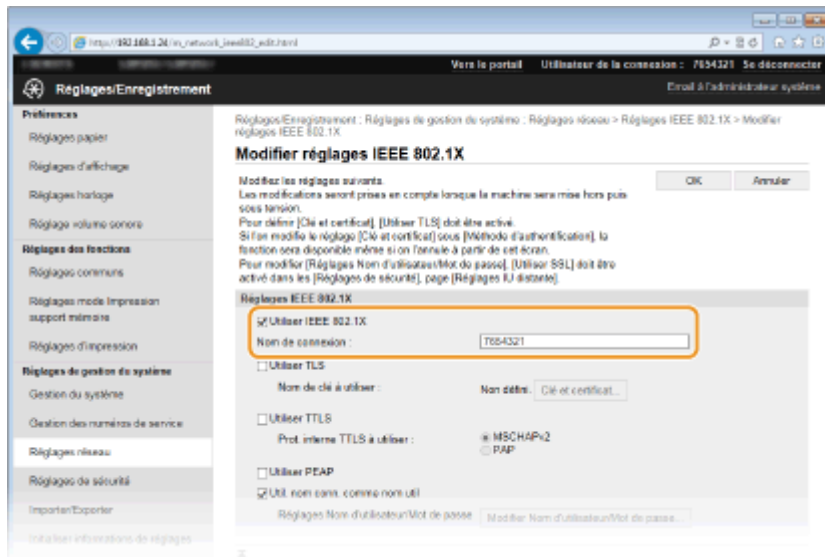 http://192.168.1.24/m_network_ieee802_edit.html
Vers le portail Utilisateur de la connexion : 7654321 Se déconnecter
Réglages/Enregistrement
Email à l'administrateur système
Préférences
Réglages papier
Réglages d'affichage
Réglages horloge
Réglage volume sonore
Réglages des fonctions
Réglages communs
Réglages mode Impression
support mémoire
Réglages d'impression
Réglages de gestion du système
Gestion du système
Gestion des numéros de service
Réglages réseau
Réglages de sécurité
Importer/Exporter
Initialiser informations de réglages
Réglages/Enregistrement : Réglages de gestion du système : Réglages réseau > Réglages IEEE 802.1X > Modifier
réglages IEEE 802.1X
Modifier réglages IEEE 802.1X
Modifiez les réglages suivants.
OK Annuler
Les modifications seront prises en compte lorsque la machine sera mise hors puis
sous tension.
Pour définir [Clé et certificat], [Utiliser TLS] doit être activé.
Si l'on modifie le réglage [Clé et certificat] sous [Méthode d'authentification], la
fonction sera disponible même si on l'annule à partir de cet écran.
Pour modifier [Réglages Nom d'utilisateur/Mot de passe], [Utiliser SSL] doit être
activé dans les [Réglages de sécurité], page [Réglages IU distante].
Réglages IEEE 802.1X
Utiliser IEEE 802.1X
Nom de connexion : 7654321
Utiliser TLS
Nom de clé à utiliser : Non défini. Clé et certificat...
Utiliser TTLS
Prot. interne TTLS à utiliser : MSCHAPv2
PAP
Utiliser PEAP
Util. nom conn. comme nom util
Réglages Nom d'utilisateur/Mot de passe Modifier Nom d'utilisateur/Mot de passe...